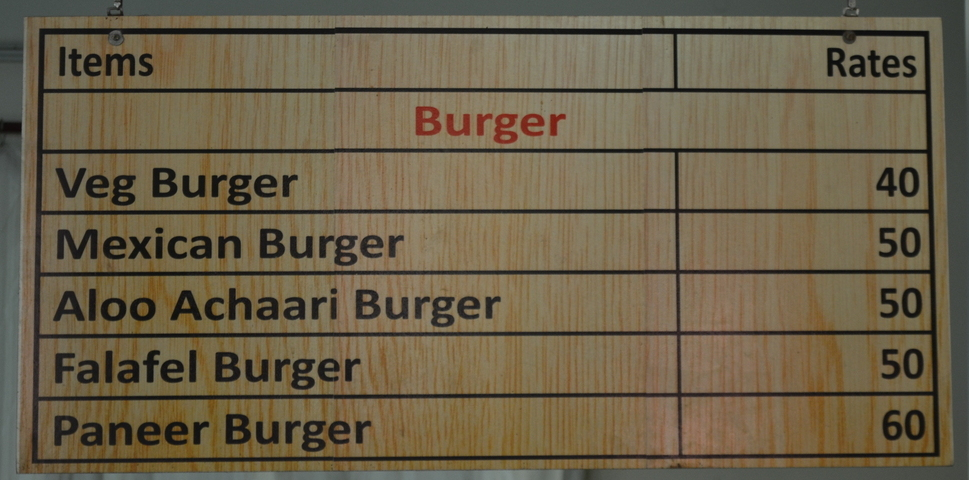 Items Rates
Burger
Veg Burger 40
Mexican Burger 50
Aloo Achaari Burger 50
Falafel Burger 50
Paneer Burger 60